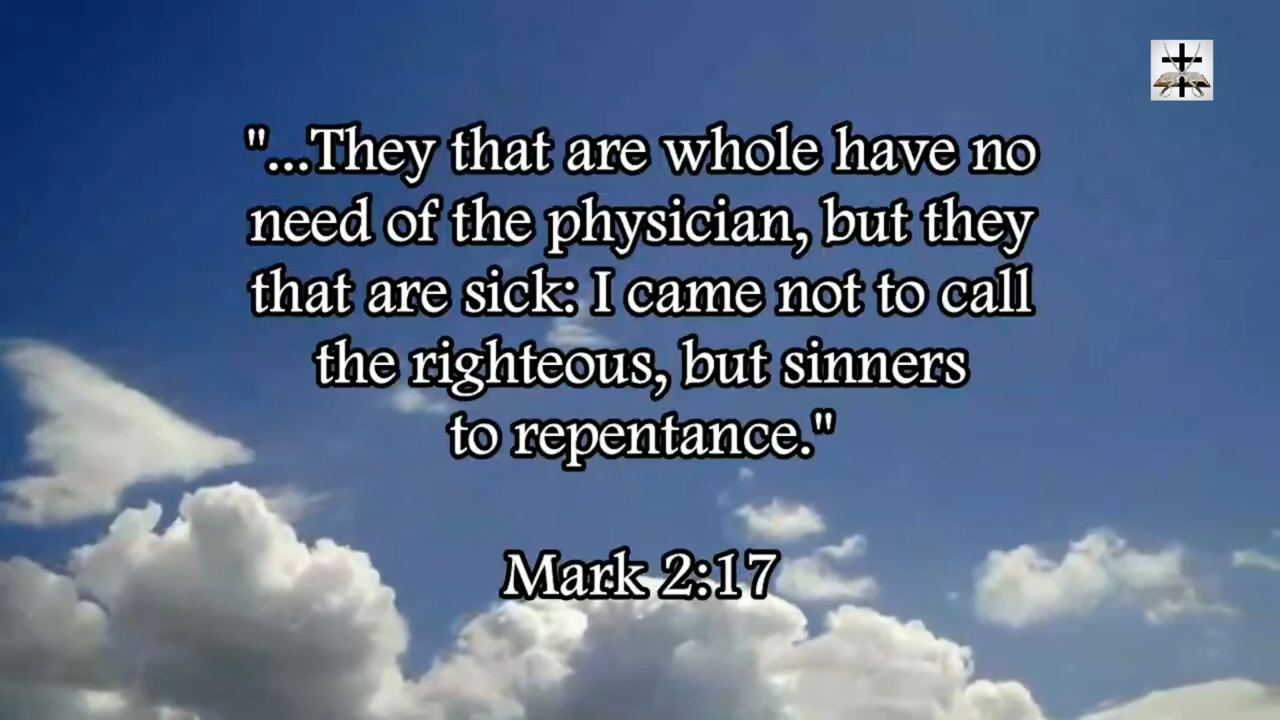 "...They that are whole have no
need of the physician, but they
that are sick: I came not to call
the righteous, but sinners
to repentance."
Mark 2:17